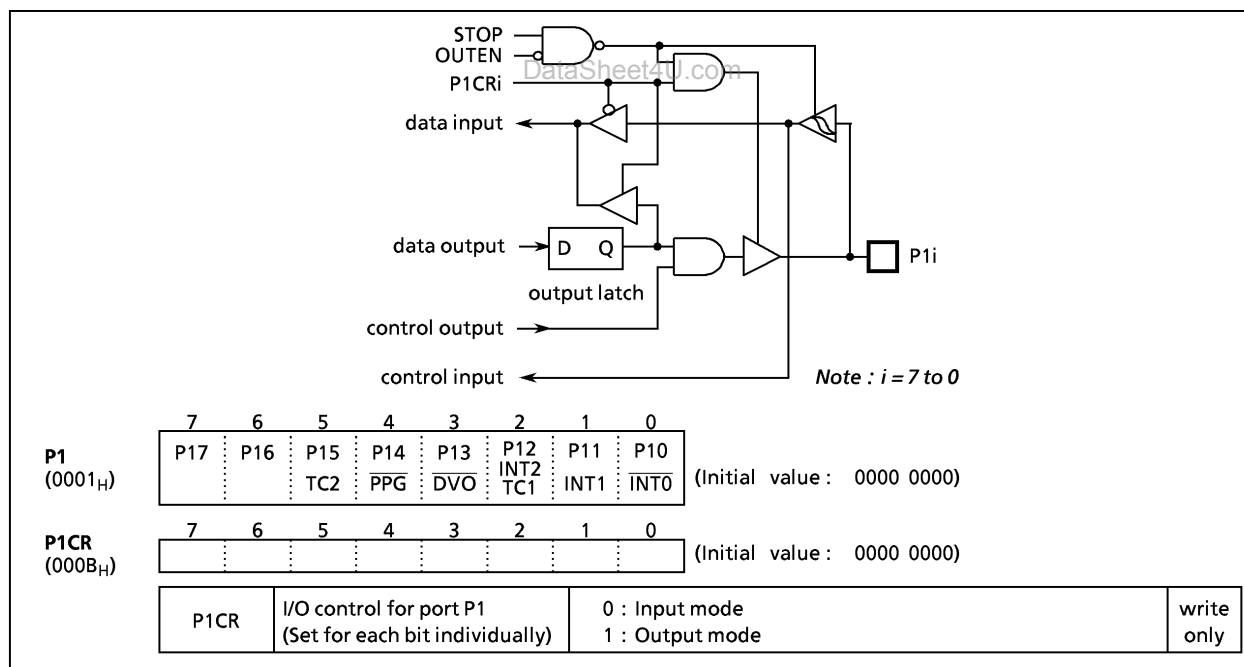 STOP
OUTEN
DataSheet4U.com
P1CRi
data input
data output
D Q
P1i
output latch
control output
control input
Note : i = 7 to 0
7 6 5 4 3 2 1 0
P1
(0001H)
P17 P16 P15 P14 P13 P12 P11 P10
TC2 PPG DVO INT2 TC1 INT1 INT0
(Initial value : 0000 0000)
7 6 5 4 3 2 1 0
P1CR
(000BH)
(Initial value : 0000 0000)
P1CR
I/O control for port P1
(Set for each bit individually)
0 : Input mode
1 : Output mode
write
only